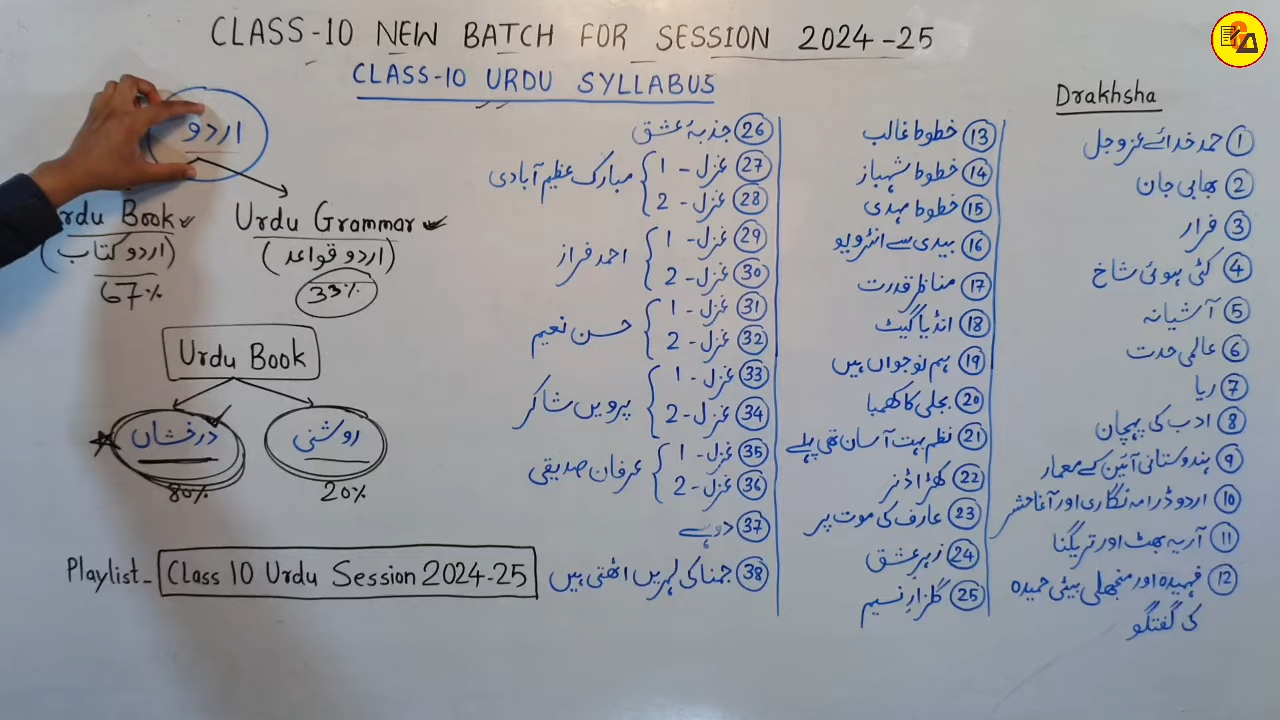 CLASS-10 NEW BATCH FOR SESSION 2024-25
CLASS-10 URDU SYLLABUS
اردو
Urdu Book
(اردو کتاب)
67%
Urdu Grammar
(اردو قواعد)
33%
Urdu Book
درخشاں
80%
روشنی
20%
Playlist- Class 10 Urdu Session 2024-25
Drakhsha
1 حمد خدائے عزوجل
2 بھابی جان
3 فرار
4 کٹی ہوئی شاخ
5 آشیانہ
6 عالمی حدت
7 ریا
8 ادب کی پہچان
9 ہندوستانی آئین کے معمار
10 اردو ڈرامہ نگاری اور آغا حشر
11 آریہ بھٹ اور تریگنا
12 فہمیدہ اور منجھلی بیٹی حمیدہ
کی گفتگو
13 خطوط غالب
14 خطوط شہباز
15 خطوط مہدی
16 بیدی سے انٹرویو
17 مناظر قدرت
18 انڈیا گیٹ
19 ہم نوجواں ہیں
20 بجلی کا کھمبا
21 نظم بہت آسان تھی پہلے
22 کھڑا ڈنر
23 عارف کی موت پر
24 زہر عشق
25 گلزار نسیم
26 جذبۂ عشق
27 غزل - 1
28 غزل - 2
مبارک عظیم آبادی
29 غزل - 1
30 غزل - 2
احمد فراز
31 غزل - 1
32 غزل - 2
حسن نعیم
33 غزل - 1
34 غزل - 2
پرویں شاکر
35 غزل - 1
36 غزل - 2
عرفان صدیقی
37 دوہے
38 جمنا کی لہریں اٹھتی ہیں